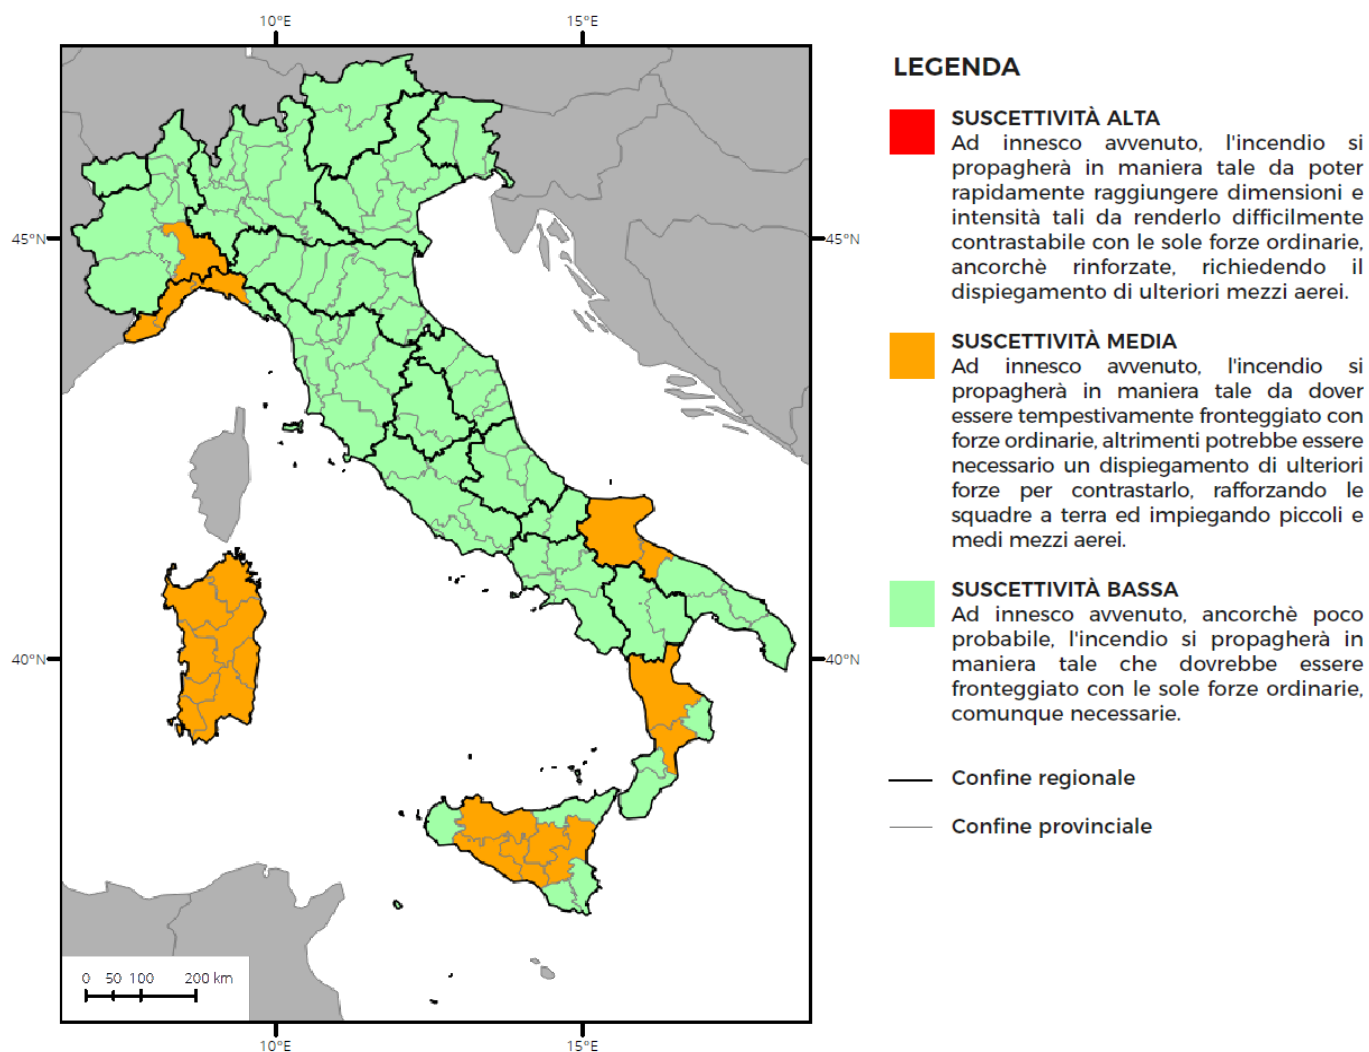 10°E 15°E
45°N 45°N
40°N 40°N
0 50 100 200 km
10°E 15°E
LEGENDA
SUSCETTIVITÀ ALTA
Ad innesco avvenuto, l'incendio si
propagherà in maniera tale da poter
rapidamente raggiungere dimensioni e
intensità tali da renderlo difficilmente
contrastabile con le sole forze ordinarie,
ancorchè rinforzate, richiedendo il
dispiegamento di ulteriori mezzi aerei.
SUSCETTIVITÀ MEDIA
Ad innesco avvenuto, l'incendio si
propagherà in maniera tale da dover
essere tempestivamente fronteggiato con
forze ordinarie, altrimenti potrebbe essere
necessario un dispiegamento di ulteriori
forze per contrastarlo, rafforzando le
squadre a terra ed impiegando piccoli e
medi mezzi aerei.
SUSCETTIVITÀ BASSA
Ad innesco avvenuto, ancorchè poco
probabile, l'incendio si propagherà in
maniera tale che dovrebbe essere
fronteggiato con le sole forze ordinarie,
comunque necessarie.
Confine regionale
Confine provinciale